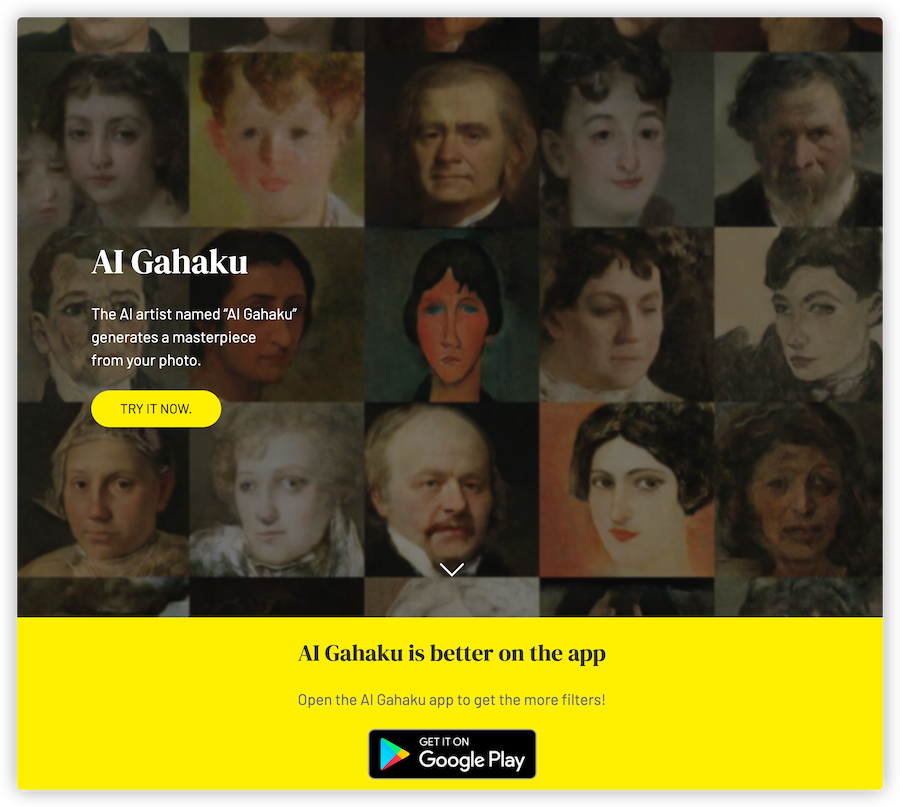 AI Gahaku
The AI artist named “AI Gahaku”
generates a masterpiece
from your photo.
TRY IT NOW.
AI Gahaku is better on the app
Open the AI Gahaku app to get the more filters!
GET IT ON
Google Play